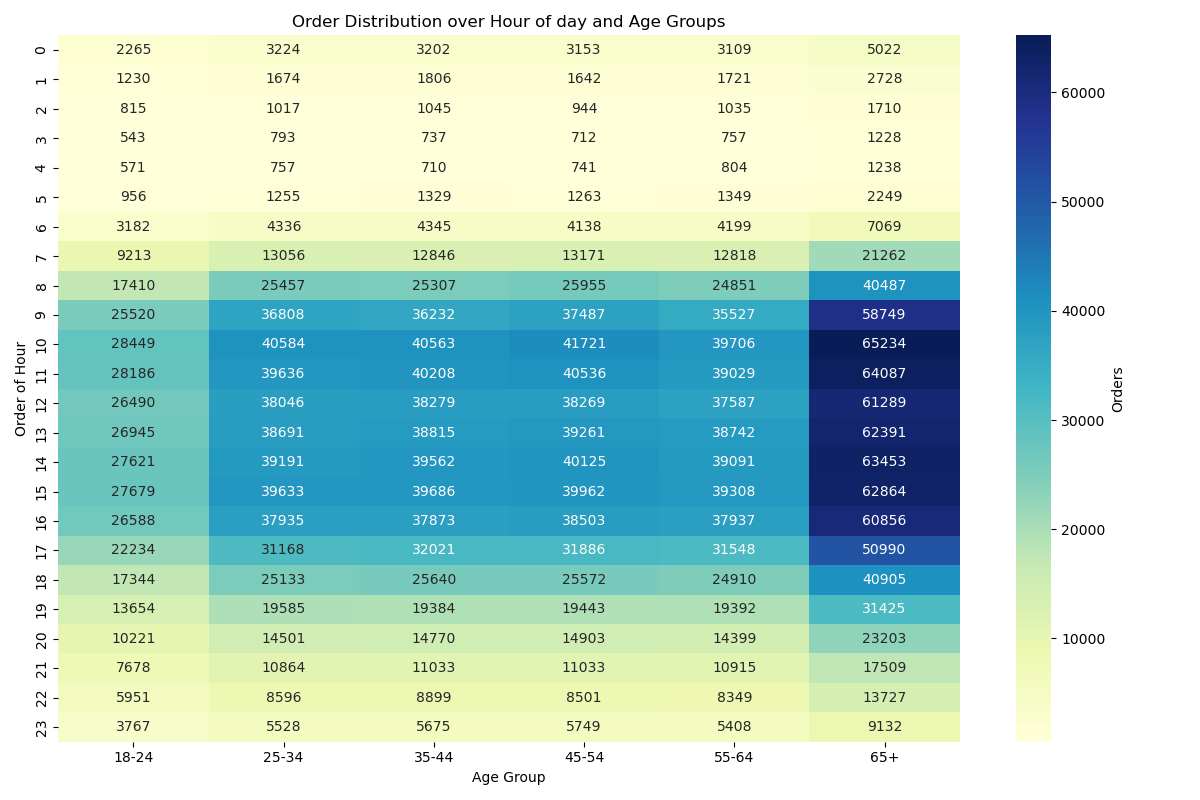 Order Distribution over Hour of day and Age Groups
0 2265 3224 3202 3153 3109 5022
1 1230 1674 1806 1642 1721 2728
2 815 1017 1045 944 1035 1710
3 543 793 737 712 757 1228
4 571 757 710 741 804 1238
5 956 1255 1329 1263 1349 2249
6 3182 4336 4345 4138 4199 7069
7 9213 13056 12846 13171 12818 21262
8 17410 25457 25307 25955 24851 40487
9 25520 36808 36232 37487 35527 58749
10 28449 40584 40563 41721 39706 65234
11 28186 39636 40208 40536 39029 64087
12 26490 38046 38279 38269 37587 61289
13 26945 38691 38815 39261 38742 62391
14 27621 39191 39562 40125 39091 63453
15 27679 39633 39686 39962 39308 62864
16 26588 37935 37873 38503 37937 60856
17 22234 31168 32021 31886 31548 50990
18 17344 25133 25640 25572 24910 40905
19 13654 19585 19384 19443 19392 31425
20 10221 14501 14770 14903 14399 23203
21 7678 10864 11033 11033 10915 17509
22 5951 8596 8899 8501 8349 13727
23 3767 5528 5675 5749 5408 9132
18-24 25-34 35-44 45-54 55-64 65+
Age Group
Order of Hour
60000
50000
40000
30000
20000
10000
Orders